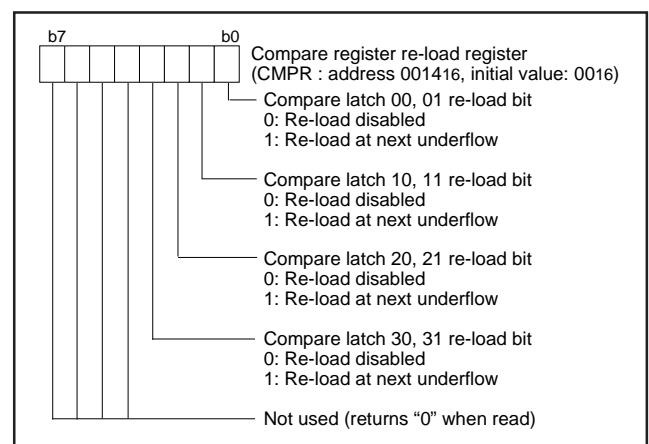 b7 b0
Compare register re-load register
(CMPR : address 001416, initial value: 0016)
Compare latch 00, 01 re-load bit
0: Re-load disabled
1: Re-load at next underflow
Compare latch 10, 11 re-load bit
0: Re-load disabled
1: Re-load at next underflow
Compare latch 20, 21 re-load bit
0: Re-load disabled
1: Re-load at next underflow
Compare latch 30, 31 re-load bit
0: Re-load disabled
1: Re-load at next underflow
Not used (returns “0” when read)